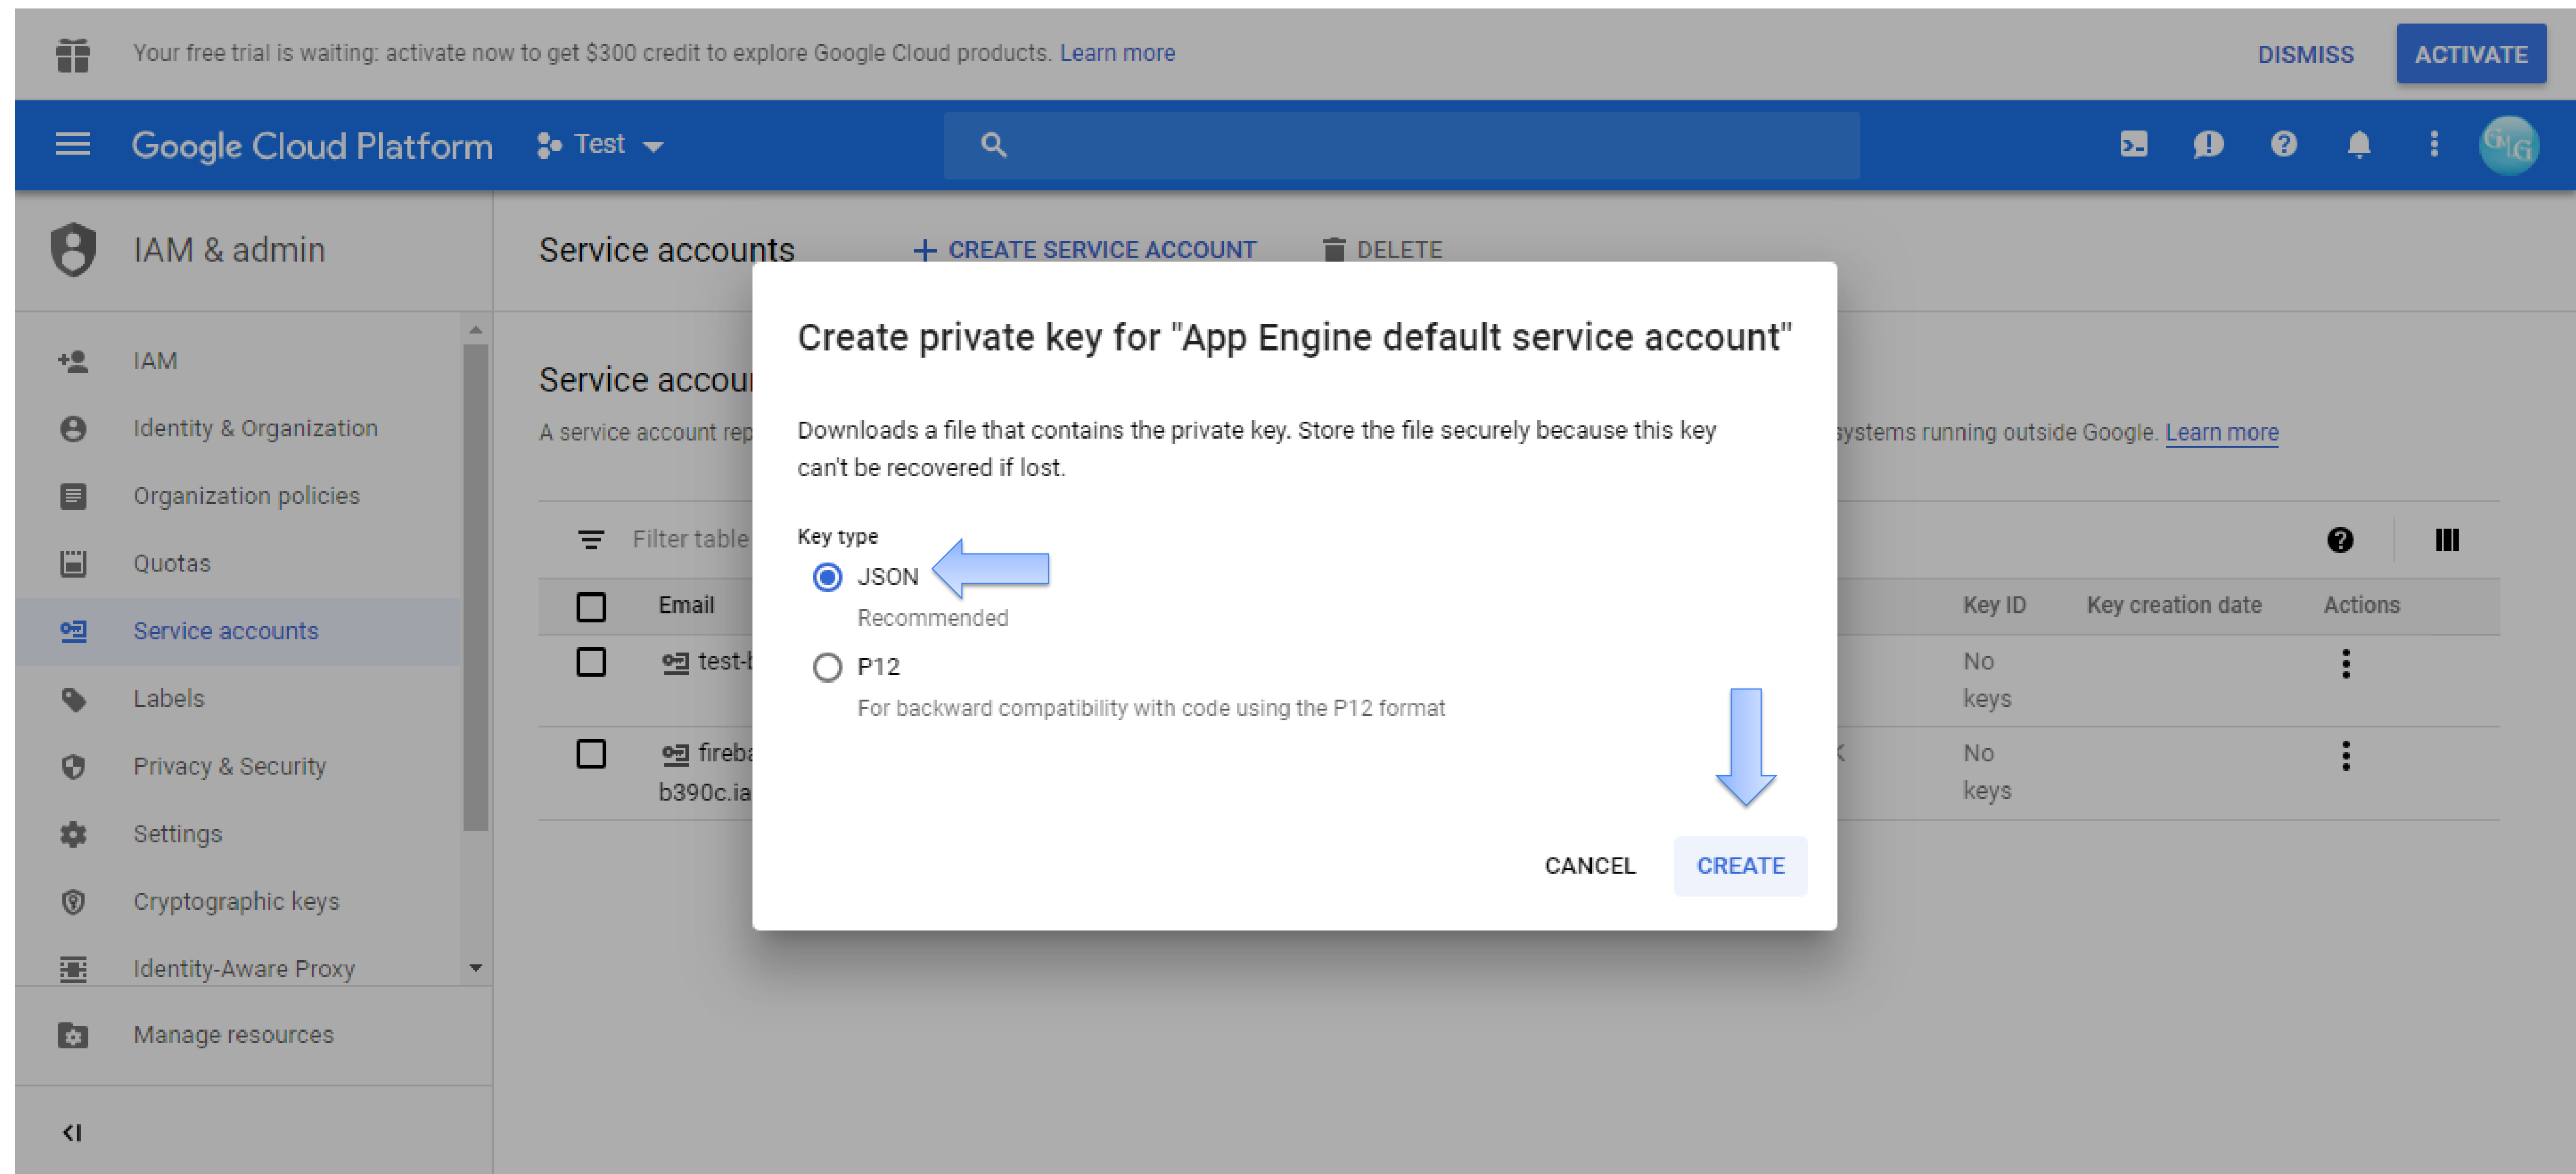 Your free trial is waiting: activate now to get $300 credit to explore Google Cloud products. Learn more
DISMISS
ACTIVATE
Google Cloud Platform
Test
IAM & admin
Service accounts
CREATE SERVICE ACCOUNT
DELETE
IAM
Identity & Organization
Organization policies
Quotas
Service accounts
Labels
Privacy & Security
Settings
Cryptographic keys
Identity-Aware Proxy
Manage resources
Service
A service account
systems running outside Google. Learn more
Filter table
Email
Key ID
Key creation date
Actions
test-
No
keys
b390c.ia
No
keys
Create private key for "App Engine default service account"
Downloads a file that contains the private key. Store the file securely because this key
can't be recovered if lost.
Key type
JSON
Recommended
P12
For backward compatibility with code using the P12 format
CANCEL
CREATE